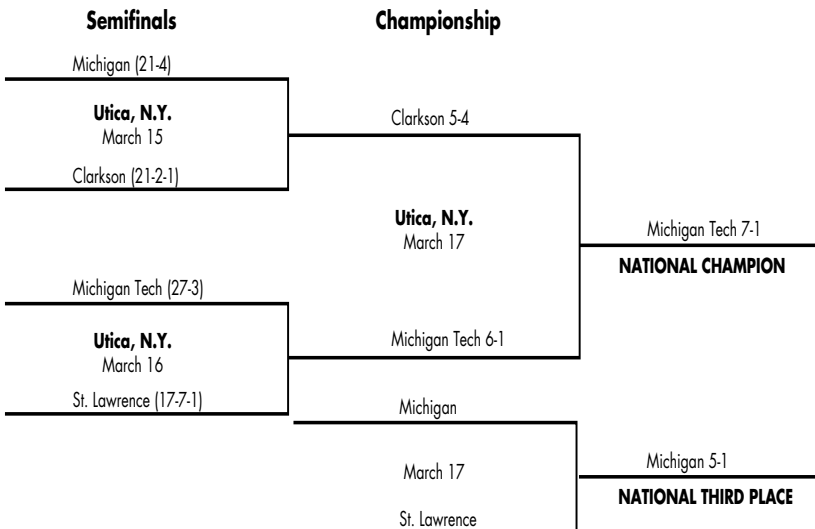 Semifinals
Championship
Michigan (21-4)
Utica, N.Y.
March 15
Clarkson (21-2-1)
Clarkson 5-4
Utica, N.Y.
March 17
Michigan Tech 7-1
NATIONAL CHAMPION
Michigan Tech (27-3)
Utica, N.Y.
March 16
St. Lawrence (17-7-1)
Michigan Tech 6-1
Michigan
March 17
St. Lawrence
Michigan 5-1
NATIONAL THIRD PLACE